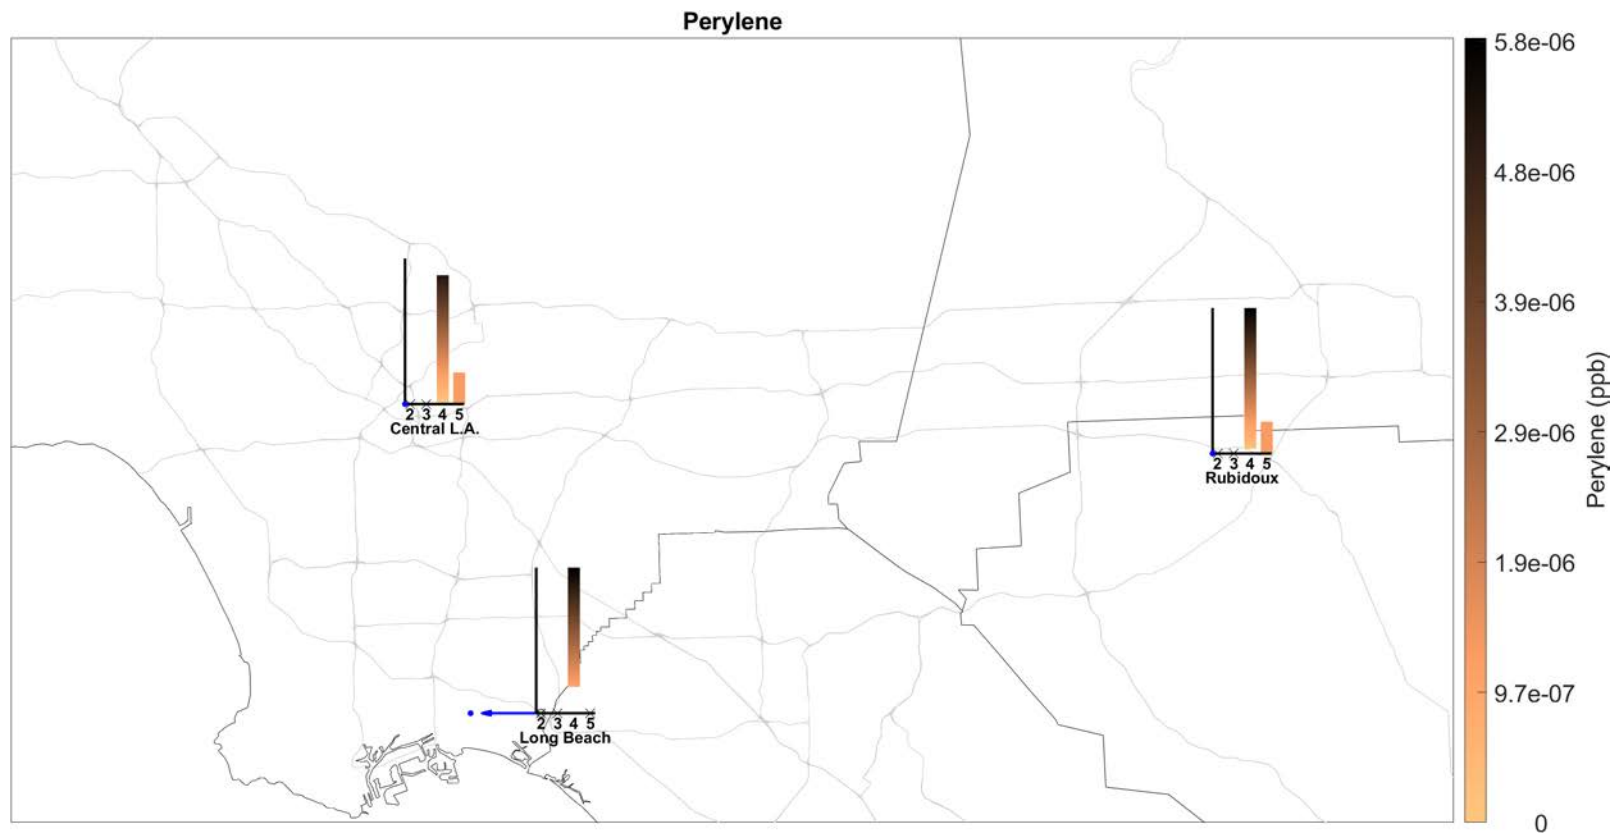 Perylene
5.8e-06
4.8e-06
3.9e-06
2.9e-06
1.9e-06
9.7e-07
0
Perylene (ppb)
2 3 4 5
Central L.A.
2 3 4 5
Rubidoux
2 3 4 5
Long Beach